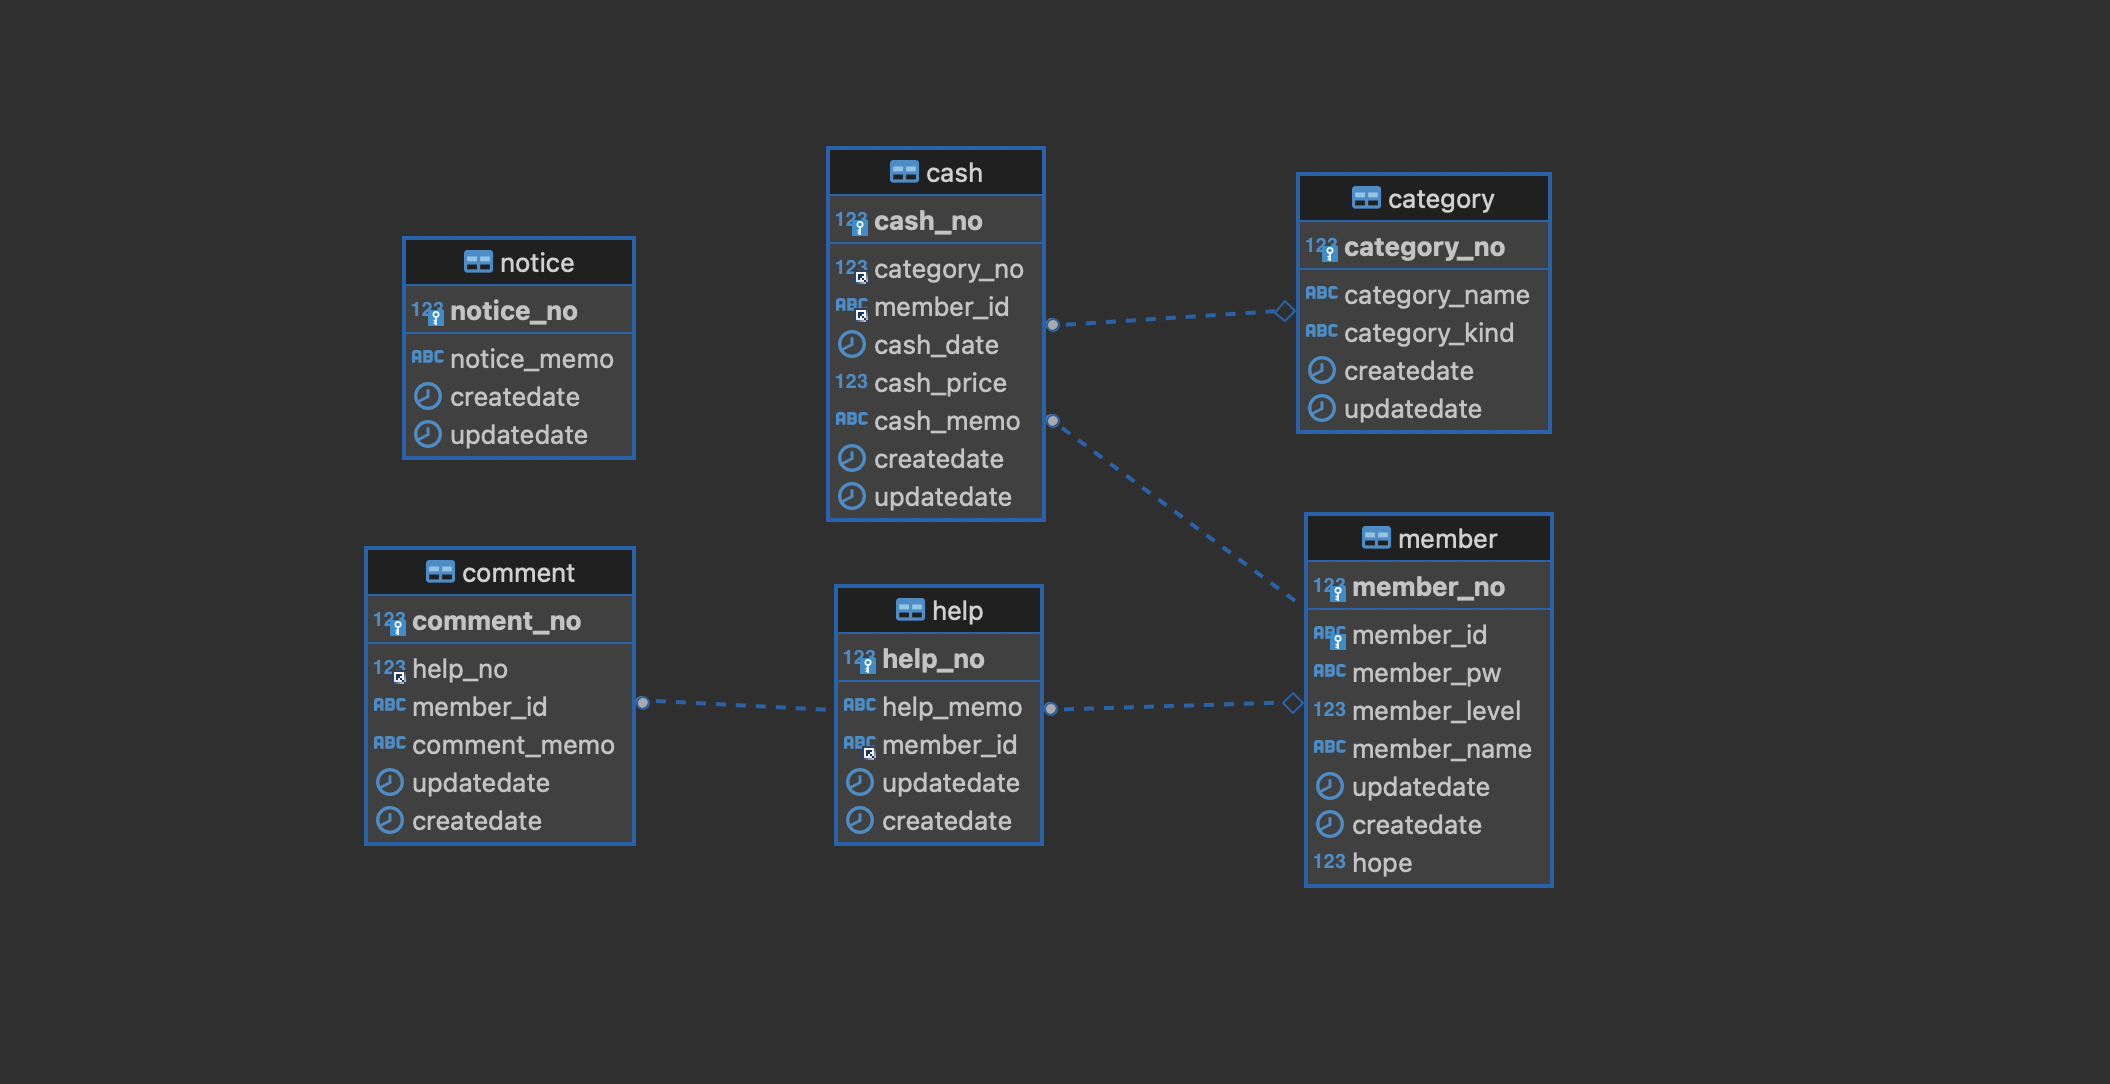 notice
123 notice_no
ABC notice_memo
createdate
updatedate
cash
123 cash_no
123 category_no
ABC member_id
cash_date
123 cash_price
ABC cash_memo
createdate
updatedate
category
123 category_no
ABC category_name
ABC category_kind
createdate
updatedate
comment
123 comment_no
123 help_no
ABC member_id
ABC comment_memo
updatedate
createdate
help
123 help_no
ABC help_memo
ABC member_id
updatedate
createdate
member
123 member_no
ABC member_id
ABC member_pw
123 member_level
ABC member_name
updatedate
createdate
123 hope